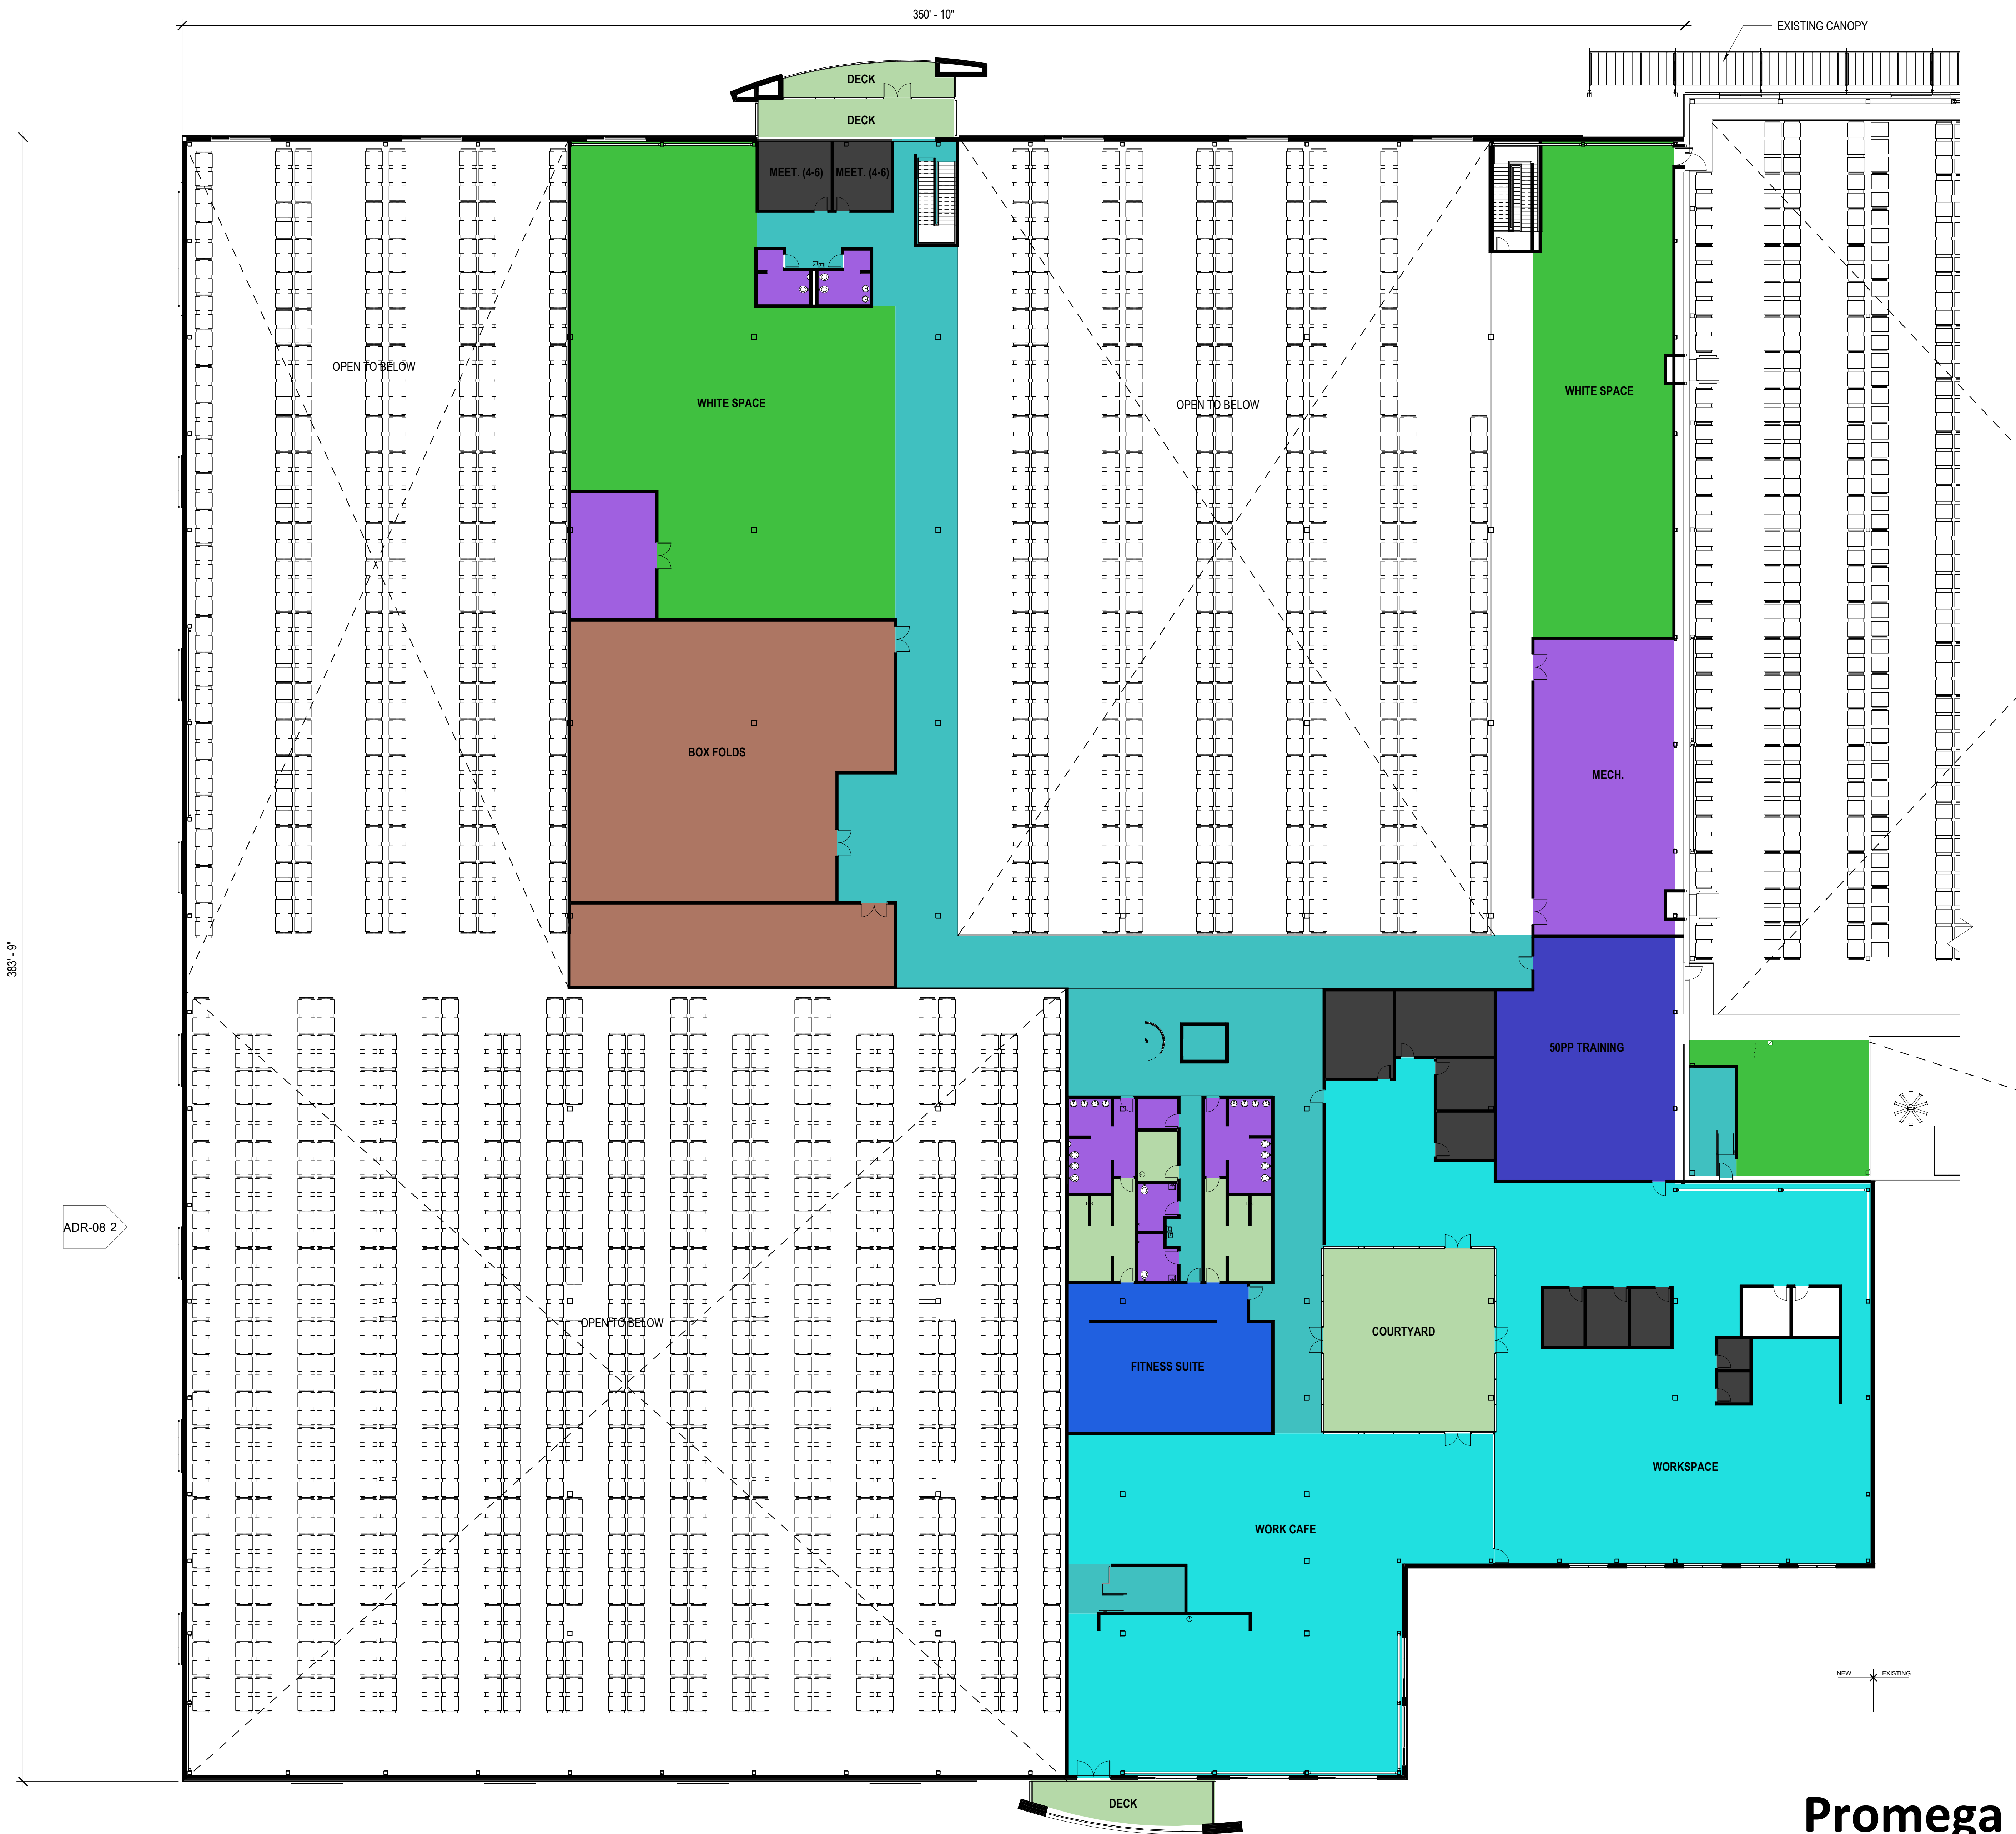 350' - 10"
EXISTING CANOPY
DECK
DECK
MEET. (4-6)
MEET. (4-6)
OPEN TO BELOW
WHITE SPACE
OPEN TO BELOW
WHITE SPACE
BOX FOLDS
MECH.
383' - 9"
50PP TRAINING
ADR-08 2
OPEN TO BELOW
COURTYARD
FITNESS SUITE
WORKSPACE
WORK CAFE
NEW
EXISTING
DECK
Promega